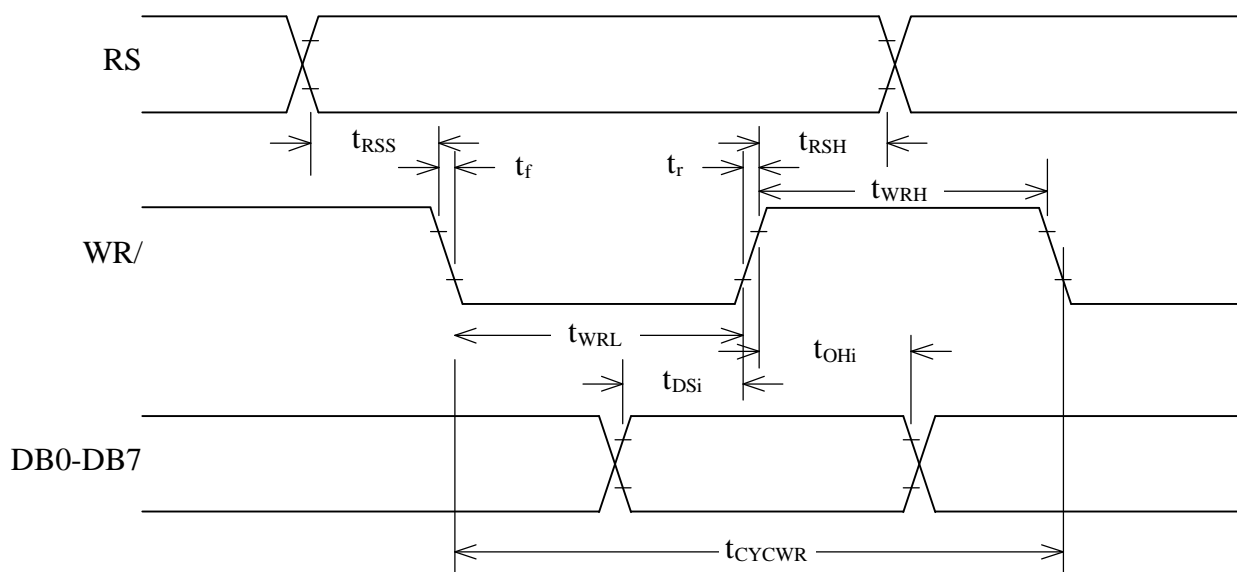 RS
tRSS
tRSH
tf
tr
tWRH
WR/
tWRL
tOHi
tDSi
DB0-DB7
tCYCWR